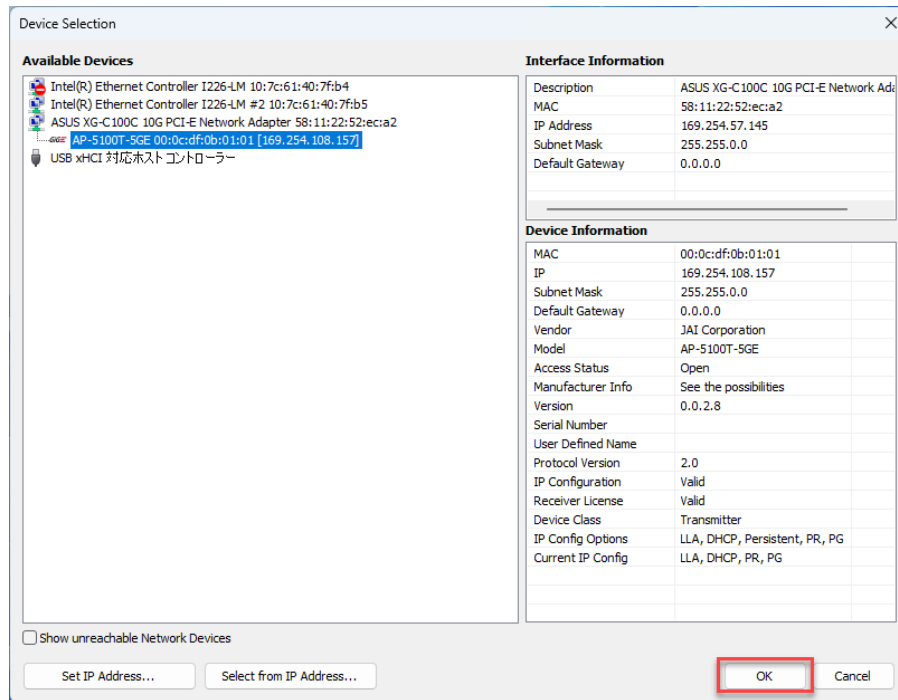 Device Selection
Available Devices
Intel(R) Ethernet Controller I226-LM 10:7c:61:40:7f:b4
Intel(R) Ethernet Controller I226-LM #2 10:7c:61:40:7f:b5
ASUS XG-C100C 10G PCI-E Network Adapter 58:11:22:52:ec:a2
GIGE AP-5100T-5GE 00:0c:df:0b:01:01 [169.254.108.157]
USB xHCI 対応ホスト コントローラー
Interface Information
Description ASUS XG-C100C 10G PCI-E Network Ada
MAC 58:11:22:52:ec:a2
IP Address 169.254.57.145
Subnet Mask 255.255.0.0
Default Gateway 0.0.0.0
Device Information
MAC 00:0c:df:0b:01:01
IP 169.254.108.157
Subnet Mask 255.255.0.0
Default Gateway 0.0.0.0
Vendor JAI Corporation
Model AP-5100T-5GE
Access Status Open
Manufacturer Info See the possibilities
Version 0.0.2.8
Serial Number
User Defined Name
Protocol Version 2.0
IP Configuration Valid
Receiver License Valid
Device Class Transmitter
IP Config Options LLA, DHCP, Persistent, PR, PG
Current IP Config LLA, DHCP, PR, PG
Show unreachable Network Devices
Set IP Address... Select from IP Address... OK Cancel